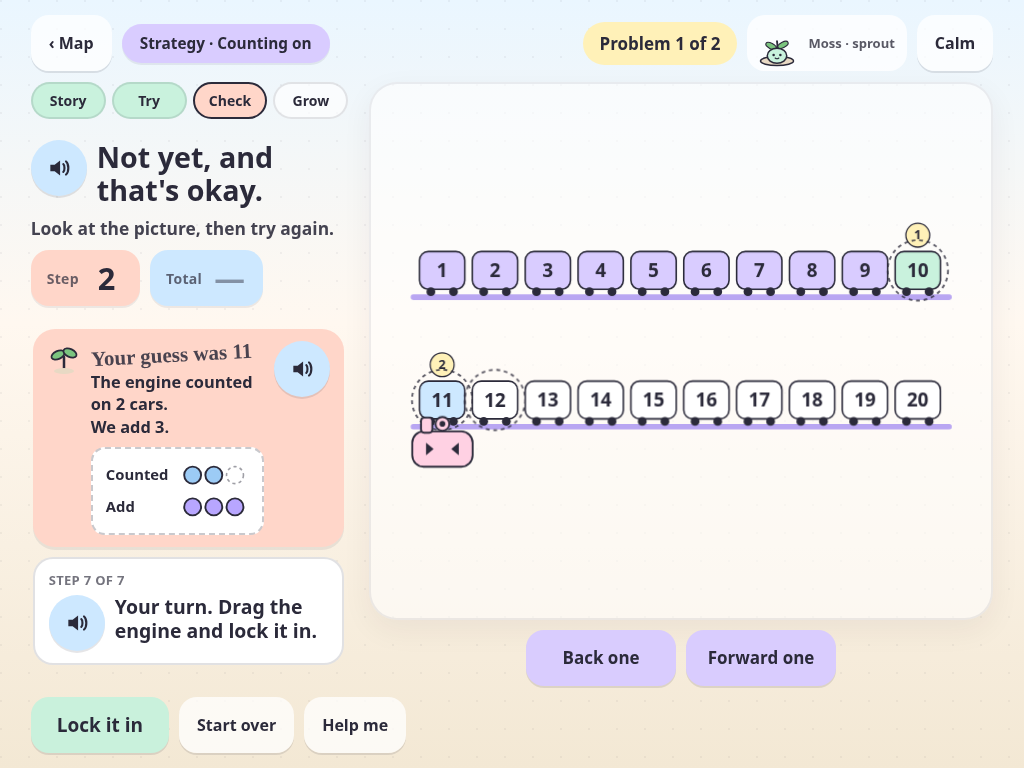 ‹ Map
Strategy · Counting on
Problem 1 of 2
Moss · sprout
Calm
Story
Try
Check
Grow
Not yet, and
that's okay.
Look at the picture, then try again.
Step 2
Total —
Your guess was 11
The engine counted
on 2 cars.
We add 3.
Counted
Add
STEP 7 OF 7
Your turn. Drag the
engine and lock it in.
1
1 2 3 4 5 6 7 8 9 10
2
11 12 13 14 15 16 17 18 19 20
Back one
Forward one
Lock it in
Start over
Help me